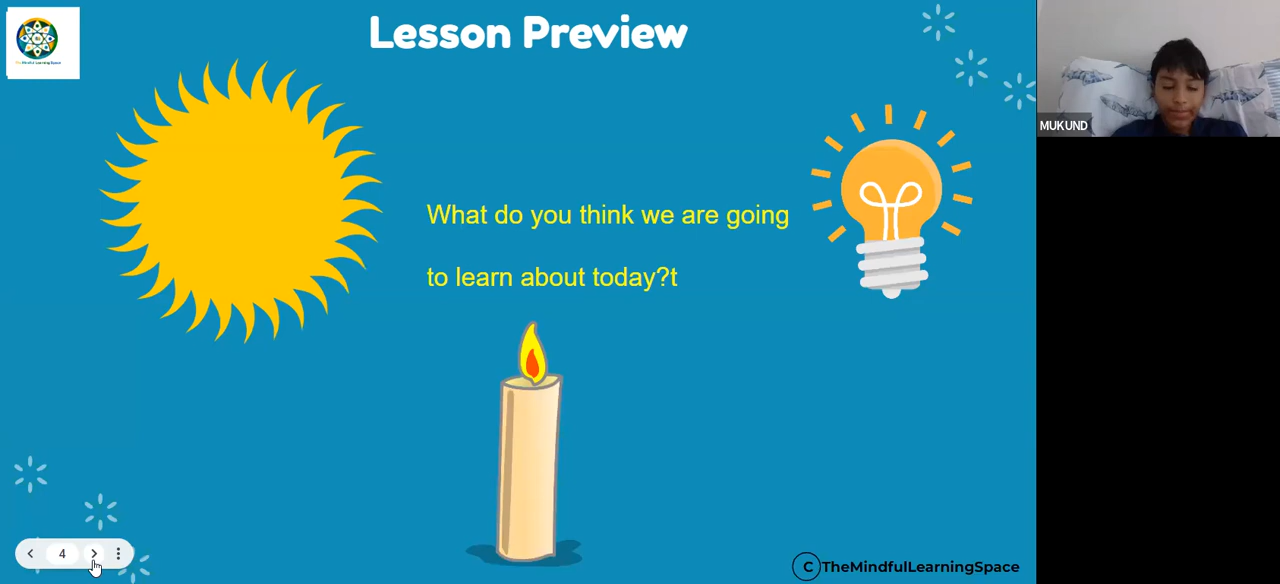 Lesson Preview
MUKUND
What do you think we are going
to learn about today?t
4
C TheMindfulLearningSpace